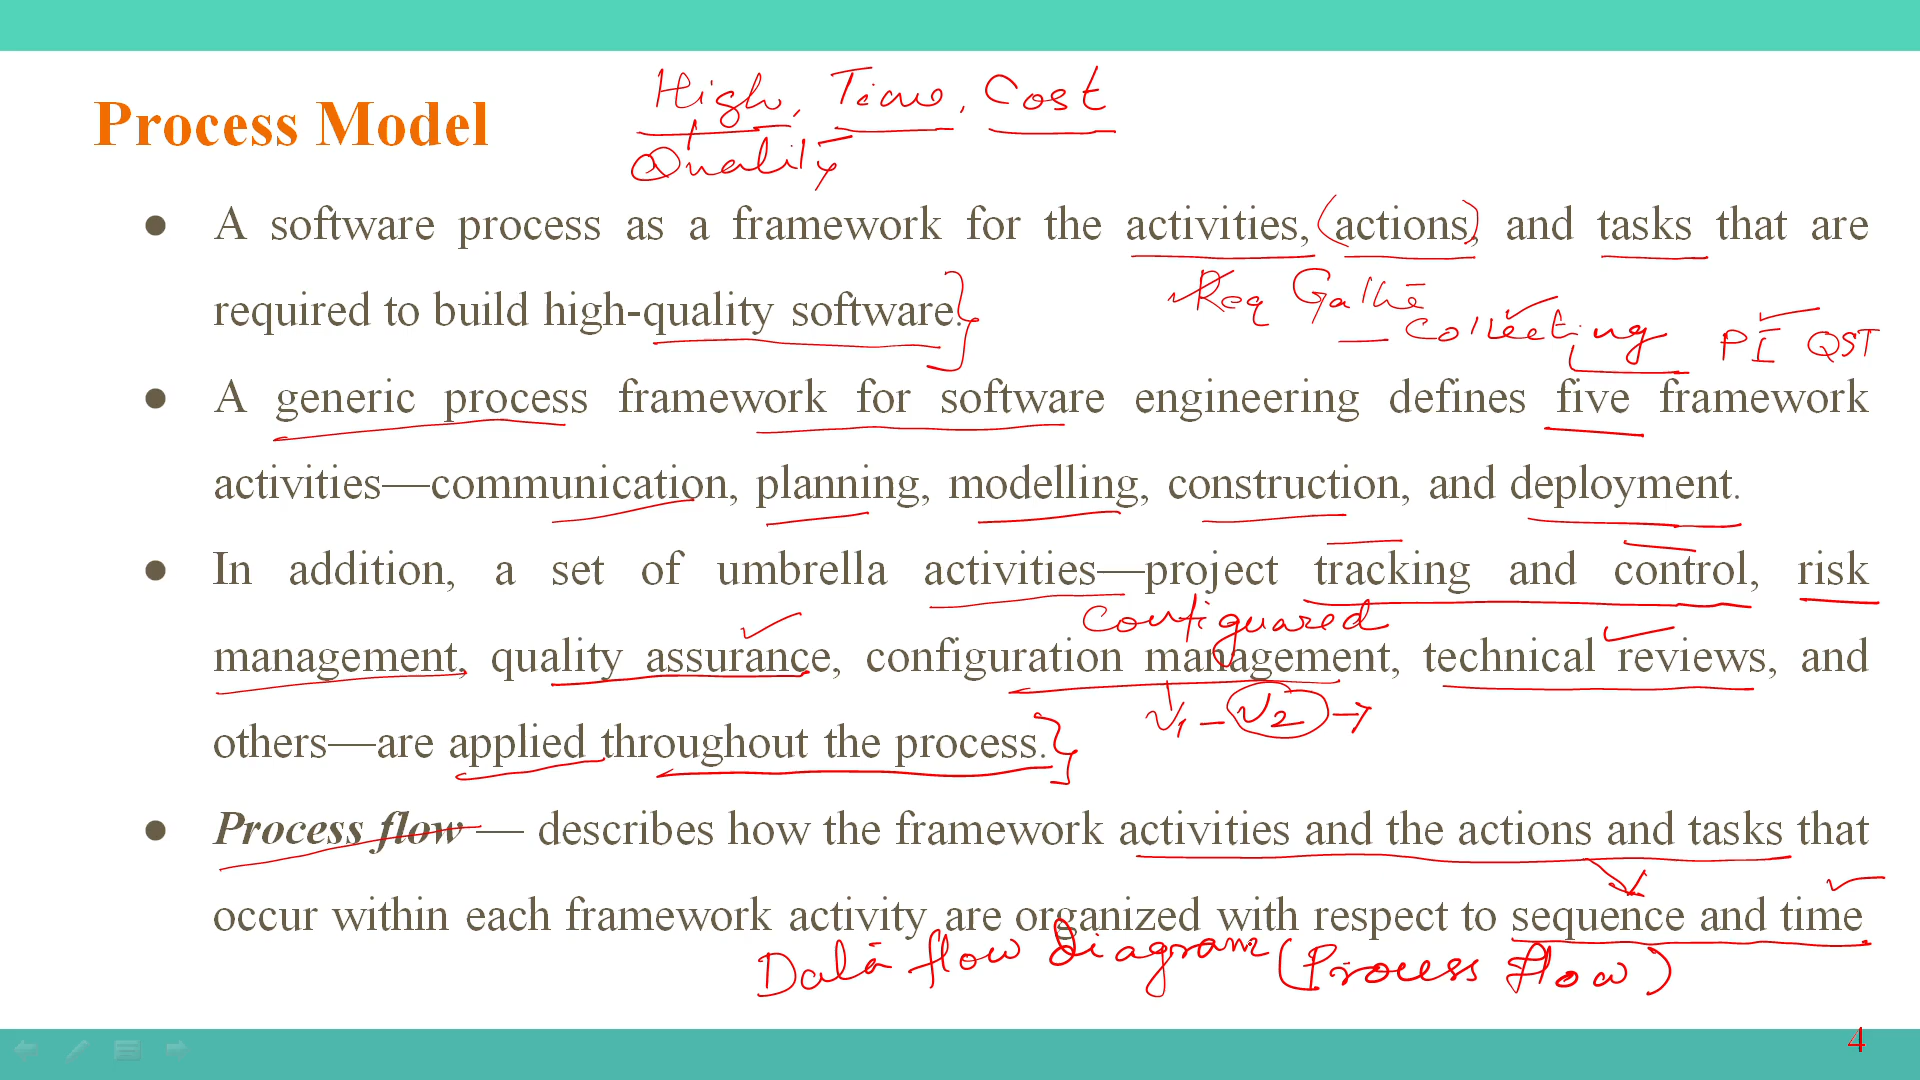 High, Time, Cost
Process Model
Quality
A software process as a framework for the activities, (actions), and tasks that are
Req Gathe
required to build high-quality software.
Collecting PI QST
A generic process framework for software engineering defines five framework
activities—communication, planning, modelling, construction, and deployment.
In addition, a set of umbrella activities—project tracking and control, risk
Configuared
management, quality assurance, configuration management, technical reviews, and
V1 - V2 →
others—are applied throughout the process.
Process flow — describes how the framework activities and the actions and tasks that
occur within each framework activity are organized with respect to sequence and time
Data flow Diagram (Process flow)
4